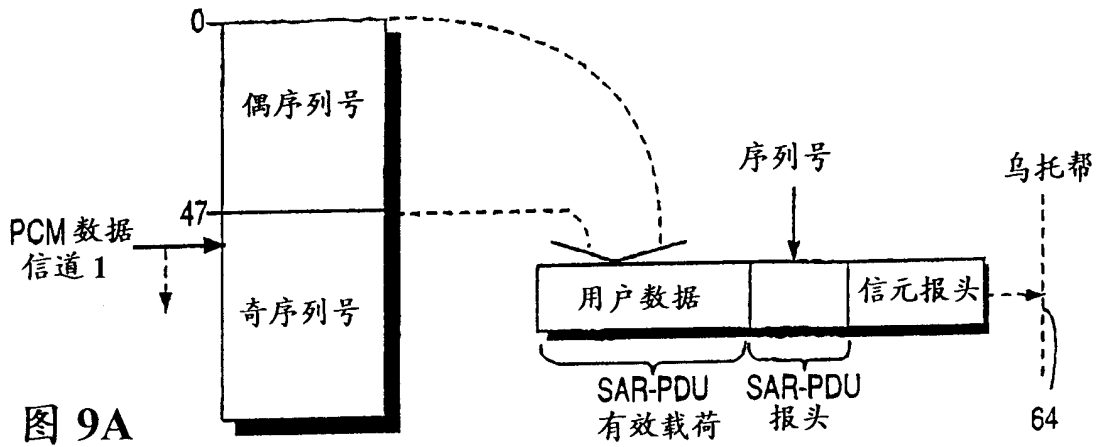 0
偶序列号
47
PCM 数据
信道 1
奇序列号
序列号
乌托帮
用户数据
信元报头
SAR-PDU
有效载荷
SAR-PDU
报头
64
图 9A